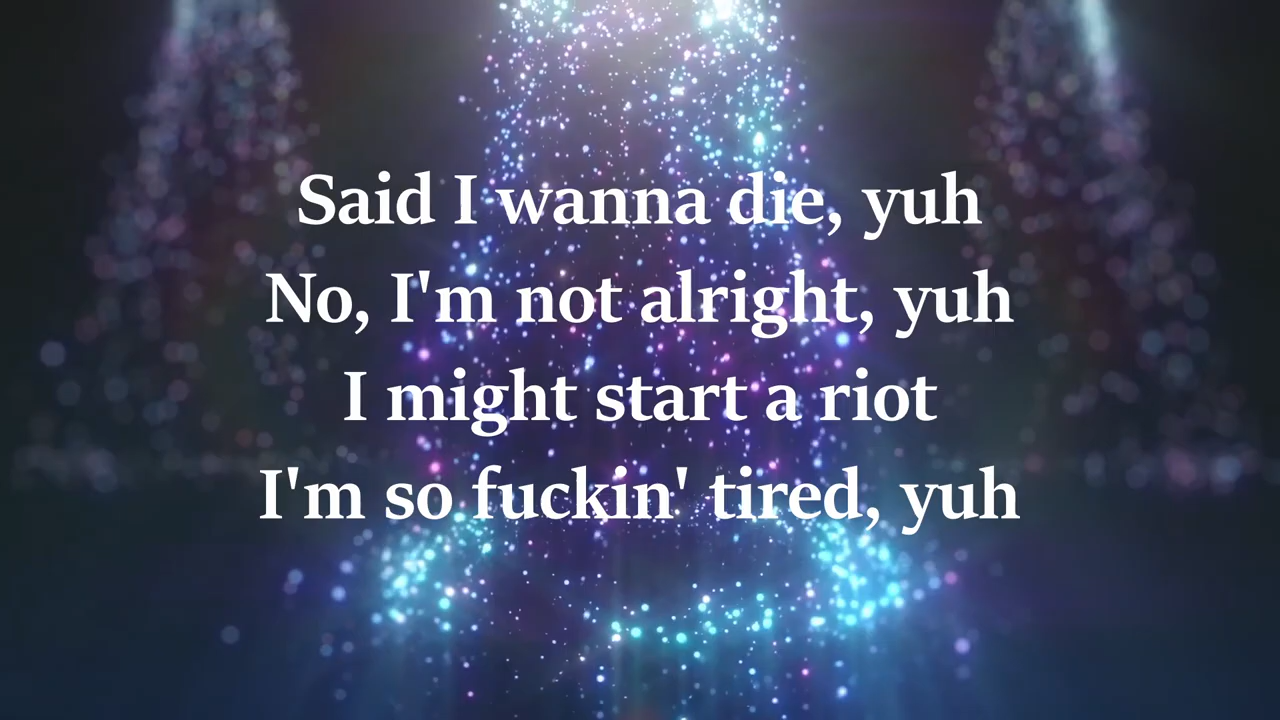 Said I wanna die, yuh
No, I'm not alright, yuh
I might start a riot
I'm so fuckin' tired, yuh